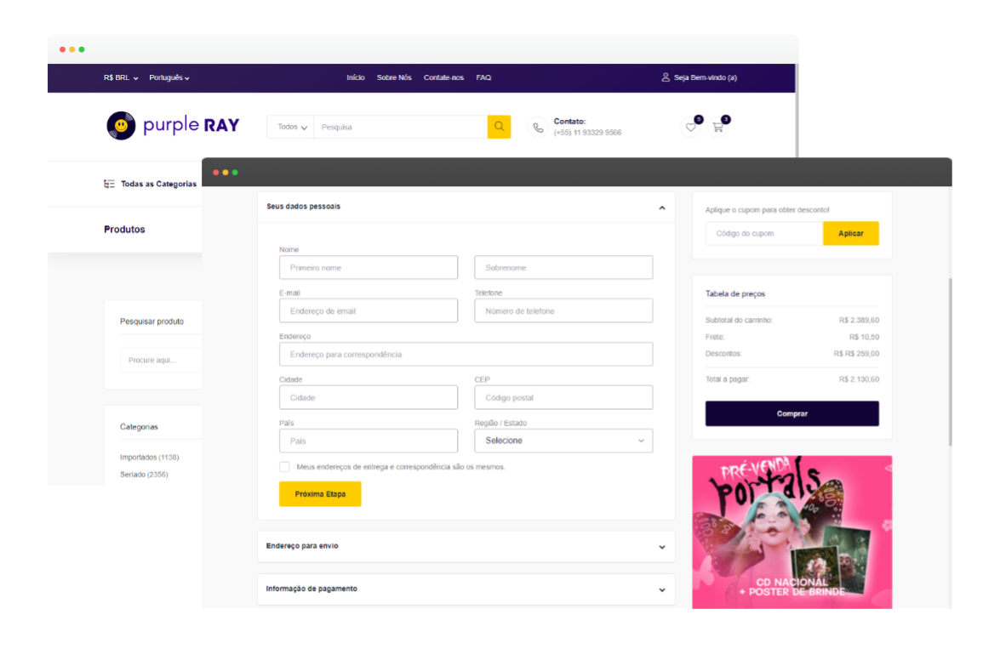 R$ BRL Português Início Sobre Nós Contate-nos FAQ Seja Bem-vindo (a)
purple RAY Todos Pesquisa Contato: 5 3
(+55) 11 93329 9566
Todas as Categorias
Produtos
Pesquisar produto
Procure aqui...
Categorias
Importados (1138)
Seriado (2356)
Seus dados pessoais
Nome
Primeiro nome Sobrenome
E-mail Telefone
Endereço de email Número de telefone
Endereço
Endereço para correspondência
Cidade CEP
Cidade Código postal
País Região / Estado
País Selecione
Meus endereços de entrega e correspondência são os mesmos.
Próxima Etapa
Endereço para envio
Informação de pagamento
Aplique o cupom para obter desconto!
Código do cupom Aplicar
Tabela de preços
Subtotal do carrinho: R$ 2.389,60
Frete: R$ 10,50
Descontos: R$ R$ 259,00
Total a pagar: R$ 2.130,60
Comprar
PRÉ-VENDA
portals
CD NACIONAL
+ POSTER DE BRINDE